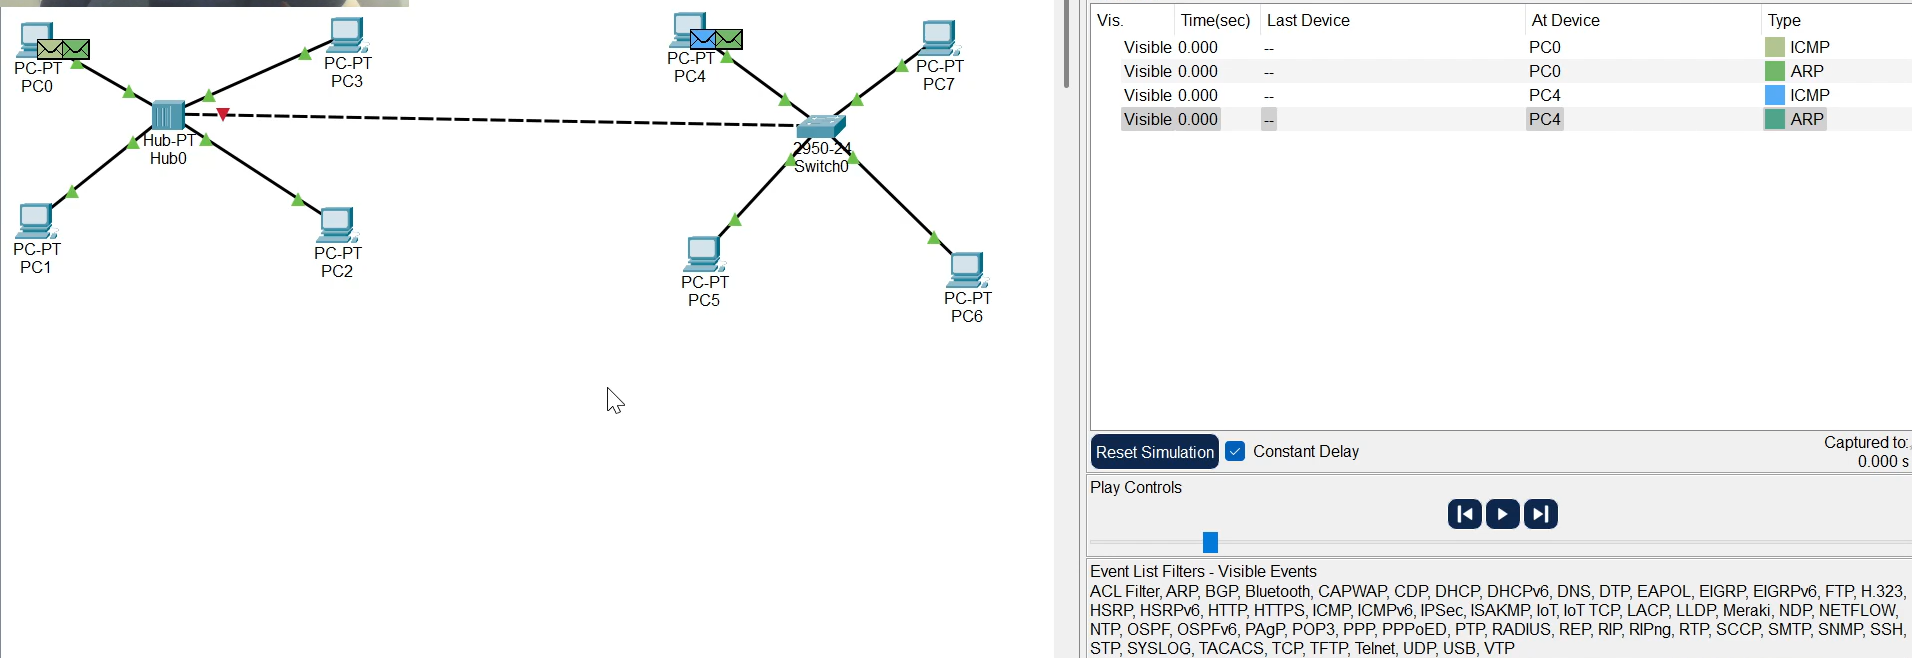 PC-PT
PC0
PC-PT
PC3
Hub-PT
Hub0
PC-PT
PC1
PC-PT
PC2
PC-PT
PC4
PC-PT
PC7
2950-24
Switch0
PC-PT
PC5
PC-PT
PC6
Vis. Time(sec) Last Device At Device Type
Visible 0.000 -- PC0 ICMP
Visible 0.000 -- PC0 ARP
Visible 0.000 -- PC4 ICMP
Visible 0.000 -- PC4 ARP
Reset Simulation Constant Delay
Captured to:
0.000 s
Play Controls
Event List Filters - Visible Events
ACL Filter, ARP, BGP, Bluetooth, CAPWAP, CDP, DHCP, DHCPv6, DNS, DTP, EAPOL, EIGRP, EIGRPv6, FTP, H.323,
HSRP, HSRPv6, HTTP, HTTPS, ICMP, ICMPv6, IPSec, ISAKMP, IoT, IoT TCP, LACP, LLDP, Meraki, NDP, NETFLOW,
NTP, OSPF, OSPFv6, PAgP, POP3, PPP, PPPoED, PTP, RADIUS, REP, RIP, RIPng, RTP, SCCP, SMTP, SNMP, SSH,
STP, SYSLOG, TACACS, TCP, TFTP, Telnet, UDP, USB, VTP